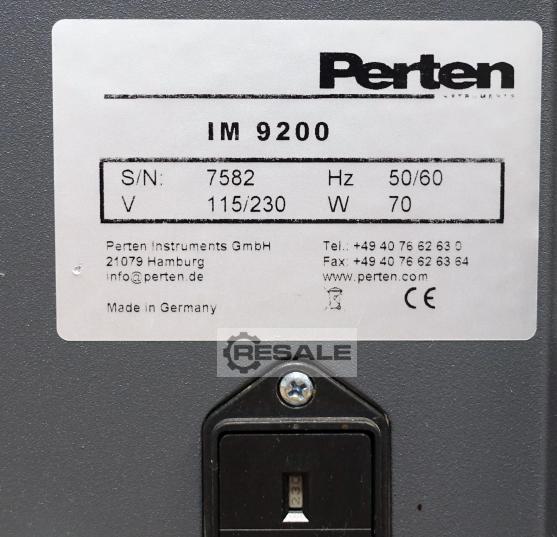 Perten
INSTRUMENTS
IM 9200
S/N: 7582 Hz 50/60
V 115/230 W 70
Perten Instruments GmbH
21079 Hamburg
info@perten.de
Made in Germany
Tel.: +49 40 76 62 63 0
Fax: +49 40 76 62 63 64
www.perten.com
CE
RESALE
230